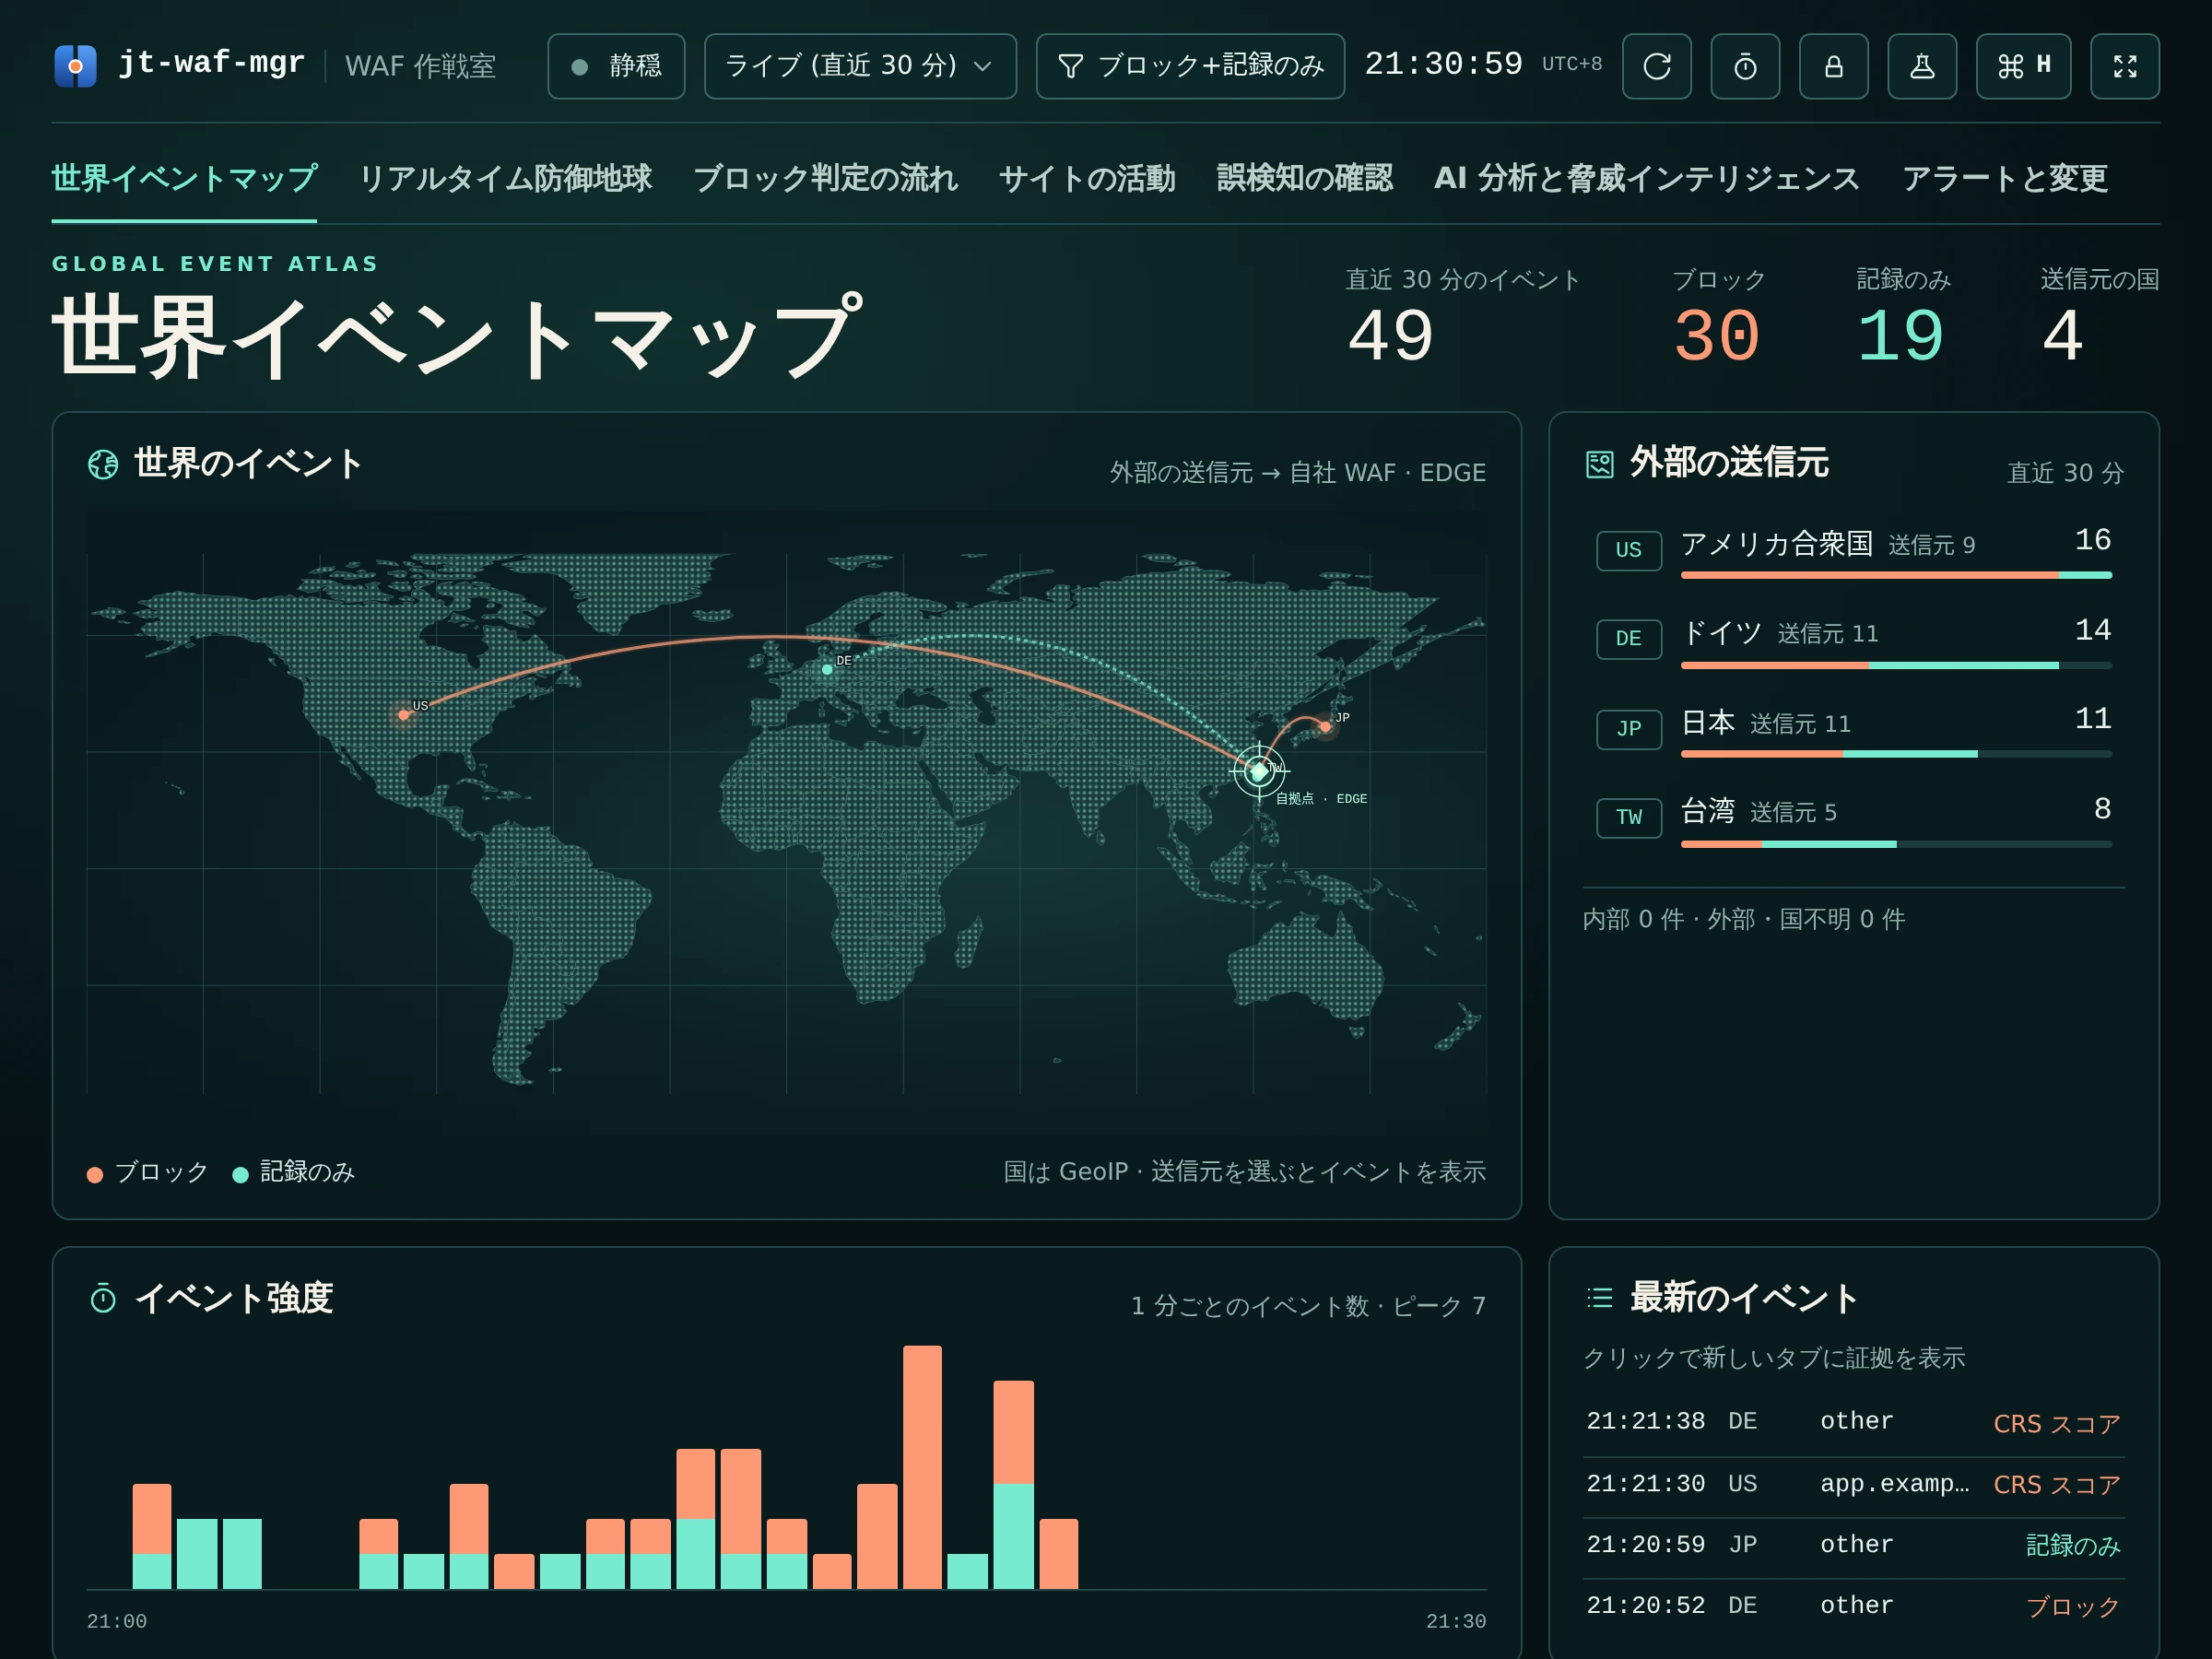 jt-waf-mgr WAF 作戦室 静穏 ライブ (直近 30 分) ブロック+記録のみ 21:30:59 UTC+8 ⌘ H
世界イベントマップ リアルタイム防御地球 ブロック判定の流れ サイトの活動 誤検知の確認 AI 分析と脅威インテリジェンス アラートと変更
GLOBAL EVENT ATLAS
世界イベントマップ
直近 30 分のイベント ブロック 記録のみ 送信元の国
49 30 19 4
世界のイベント 外部の送信元 → 自社 WAF · EDGE
US
DE
JP
TW
自拠点 · EDGE
ブロック 記録のみ 国は GeoIP · 送信元を選ぶとイベントを表示
外部の送信元 直近 30 分
US アメリカ合衆国 送信元 9 16
DE ドイツ 送信元 11 14
JP 日本 送信元 11 11
TW 台湾 送信元 5 8
内部 0 件 · 外部・国不明 0 件
イベント強度 1 分ごとのイベント数 · ピーク 7
21:00 21:30
最新のイベント
クリックで新しいタブに証拠を表示
21:21:38 DE other CRS スコア
21:21:30 US app.examp… CRS スコア
21:20:59 JP other 記録のみ
21:20:52 DE other ブロック